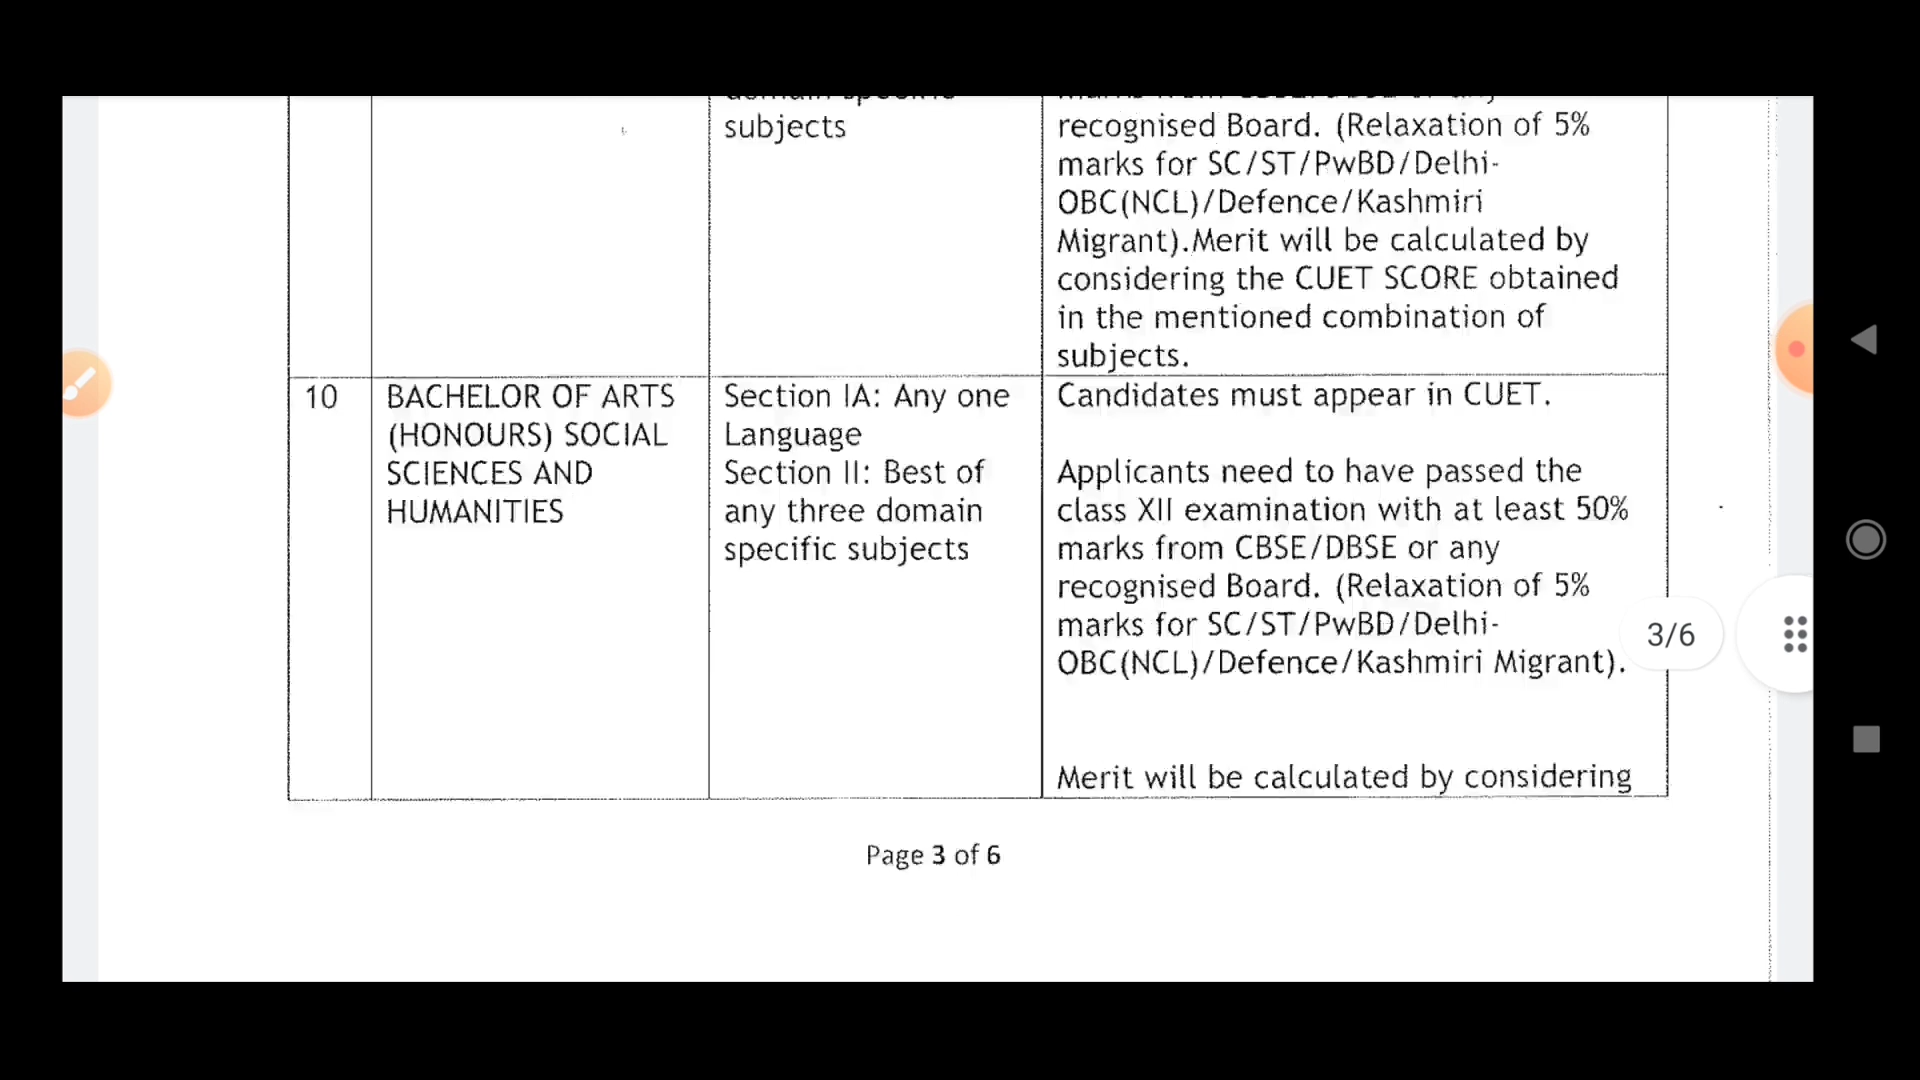 subjects
recognised Board. (Relaxation of 5%
marks for SC/ST/PwBD/Delhi-
OBC(NCL)/Defence/Kashmiri
Migrant).Merit will be calculated by
considering the CUET SCORE obtained
in the mentioned combination of
subjects.
10
BACHELOR OF ARTS
(HONOURS) SOCIAL
SCIENCES AND
HUMANITIES
Section IA: Any one
Language
Section II: Best of
any three domain
specific subjects
Candidates must appear in CUET.
Applicants need to have passed the
class XII examination with at least 50%
marks from CBSE/DBSE or any
recognised Board. (Relaxation of 5%
marks for SC/ST/PwBD/Delhi-
OBC(NCL)/Defence/Kashmiri Migrant).
Merit will be calculated by considering
3/6
Page 3 of 6